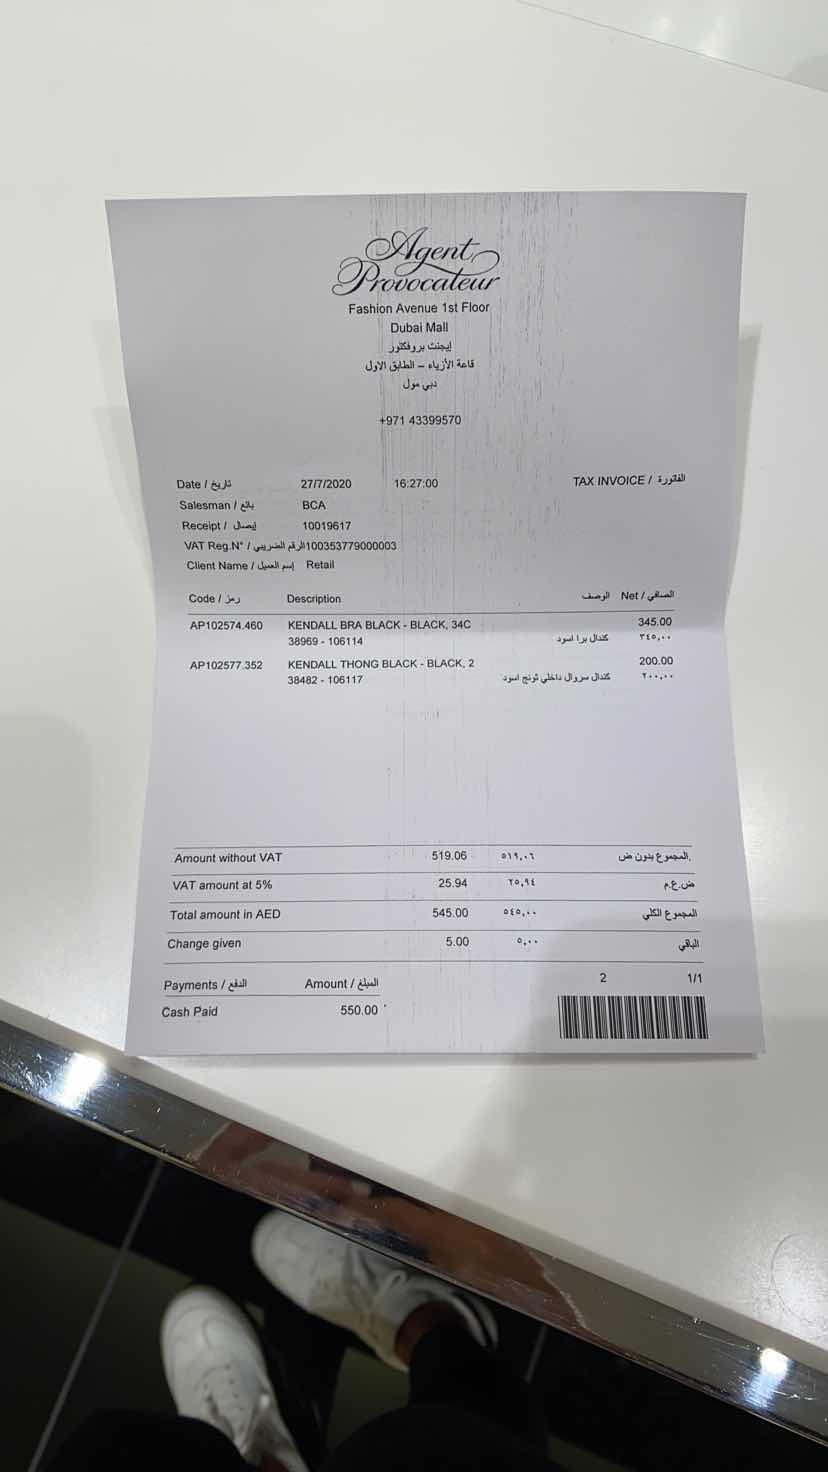 Agent
Provocateur
Fashion Avenue 1st Floor
Dubai Mall
إيجنت بروفكتور
قاعة الأزياء – الطابق الاول
دبي مول
+971 43399570
Date / تاريخ 27/7/2020 16:27:00 TAX INVOICE / الفاتورة
Salesman / بائع BCA
Receipt / إيصال 10019617
VAT Reg.N° / الرقم الضريبي 100353779000003
Client Name / إسم العميل Retail
Code / رمز Description الوصف Net / الصافي
AP102574.460 KENDALL BRA BLACK - BLACK, 34C 345.00
38969 - 106114 كندال برا اسود ٣٤٥,٠٠
AP102577.352 KENDALL THONG BLACK - BLACK, 2 200.00
38482 - 106117 كندال سروال داخلي ثونج اسود ٢٠٠,٠٠
Amount without VAT 519.06 ٥١٩,٠٦ المجموع بدون ض.
VAT amount at 5% 25.94 ٢٥,٩٤ ض.ع.م
Total amount in AED 545.00 ٥٤٥,٠٠ المجموع الكلي
Change given 5.00 ٥,٠٠ الباقي
Payments / الدفع Amount / المبلغ 2 1/1
Cash Paid 550.00